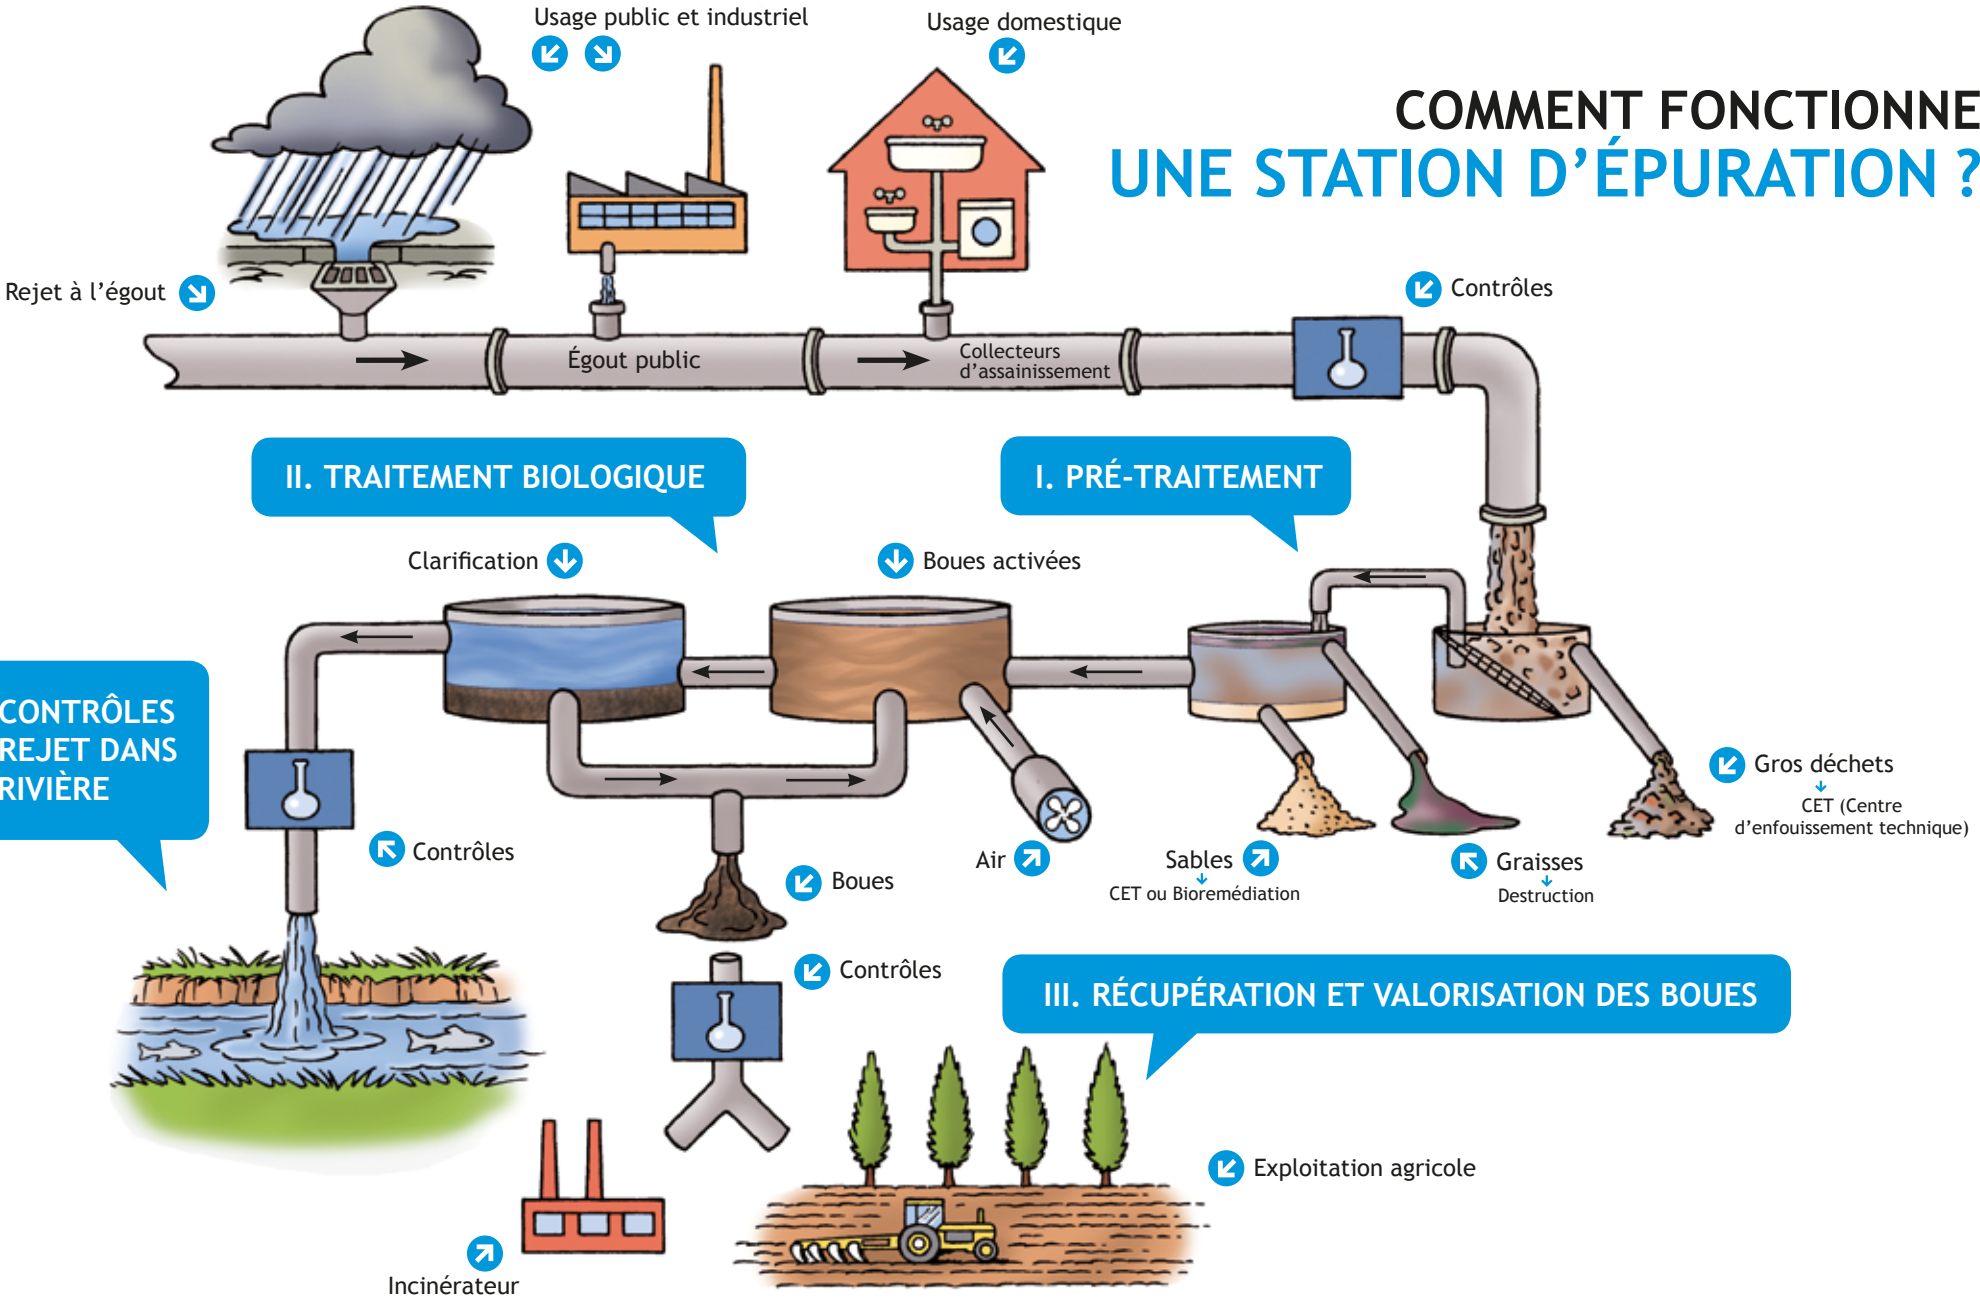 Usage public et industriel
Usage domestique
COMMENT FONCTIONNE
UNE STATION D’ÉPURATION ?
Rejet à l’égout
Contrôles
Égout public
Collecteurs
d’assainissement
II. TRAITEMENT BIOLOGIQUE
I. PRÉ-TRAITEMENT
Clarification
Boues activées
CONTRÔLES
REJET DANS
RIVIÈRE
Gros déchets
CET (Centre
d’enfouissement technique)
Contrôles
Boues
Air
Sables
CET ou Bioremédiation
Graisses
Destruction
Contrôles
III. RÉCUPÉRATION ET VALORISATION DES BOUES
Exploitation agricole
Incinérateur